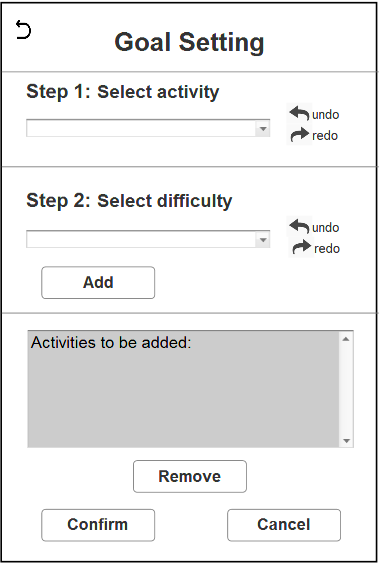 Goal Setting
Step 1: Select activity
undo
redo
Step 2: Select difficulty
undo
redo
Add
Activities to be added:
Remove
Confirm Cancel